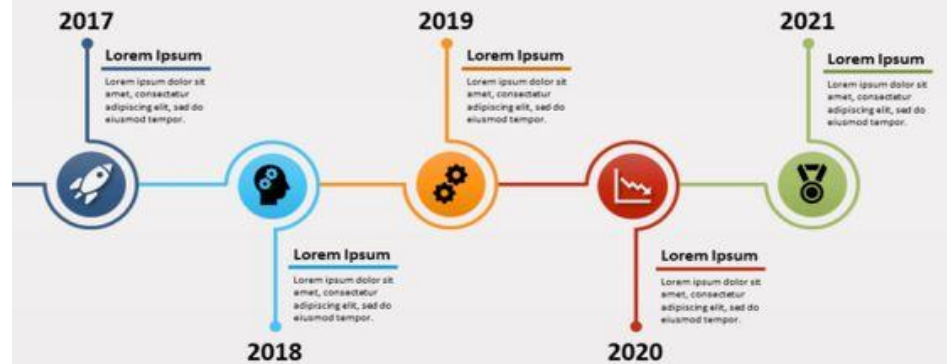 2017
Lorem Ipsum
Lorem ipsum dolor sit
amet, consectetur
adipiscing elit, sed do
eiusmod tempor.
2018
Lorem Ipsum
Lorem ipsum dolor sit
amet, consectetur
adipiscing elit, sed do
eiusmod tempor.
2019
Lorem Ipsum
Lorem ipsum dolor sit
amet, consectetur
adipiscing elit, sed do
eiusmod tempor.
2020
Lorem Ipsum
Lorem ipsum dolor sit
amet, consectetur
adipiscing elit, sed do
eiusmod tempor.
2021
Lorem Ipsum
Lorem ipsum dolor sit
amet, consectetur
adipiscing elit, sed do
eiusmod tempor.